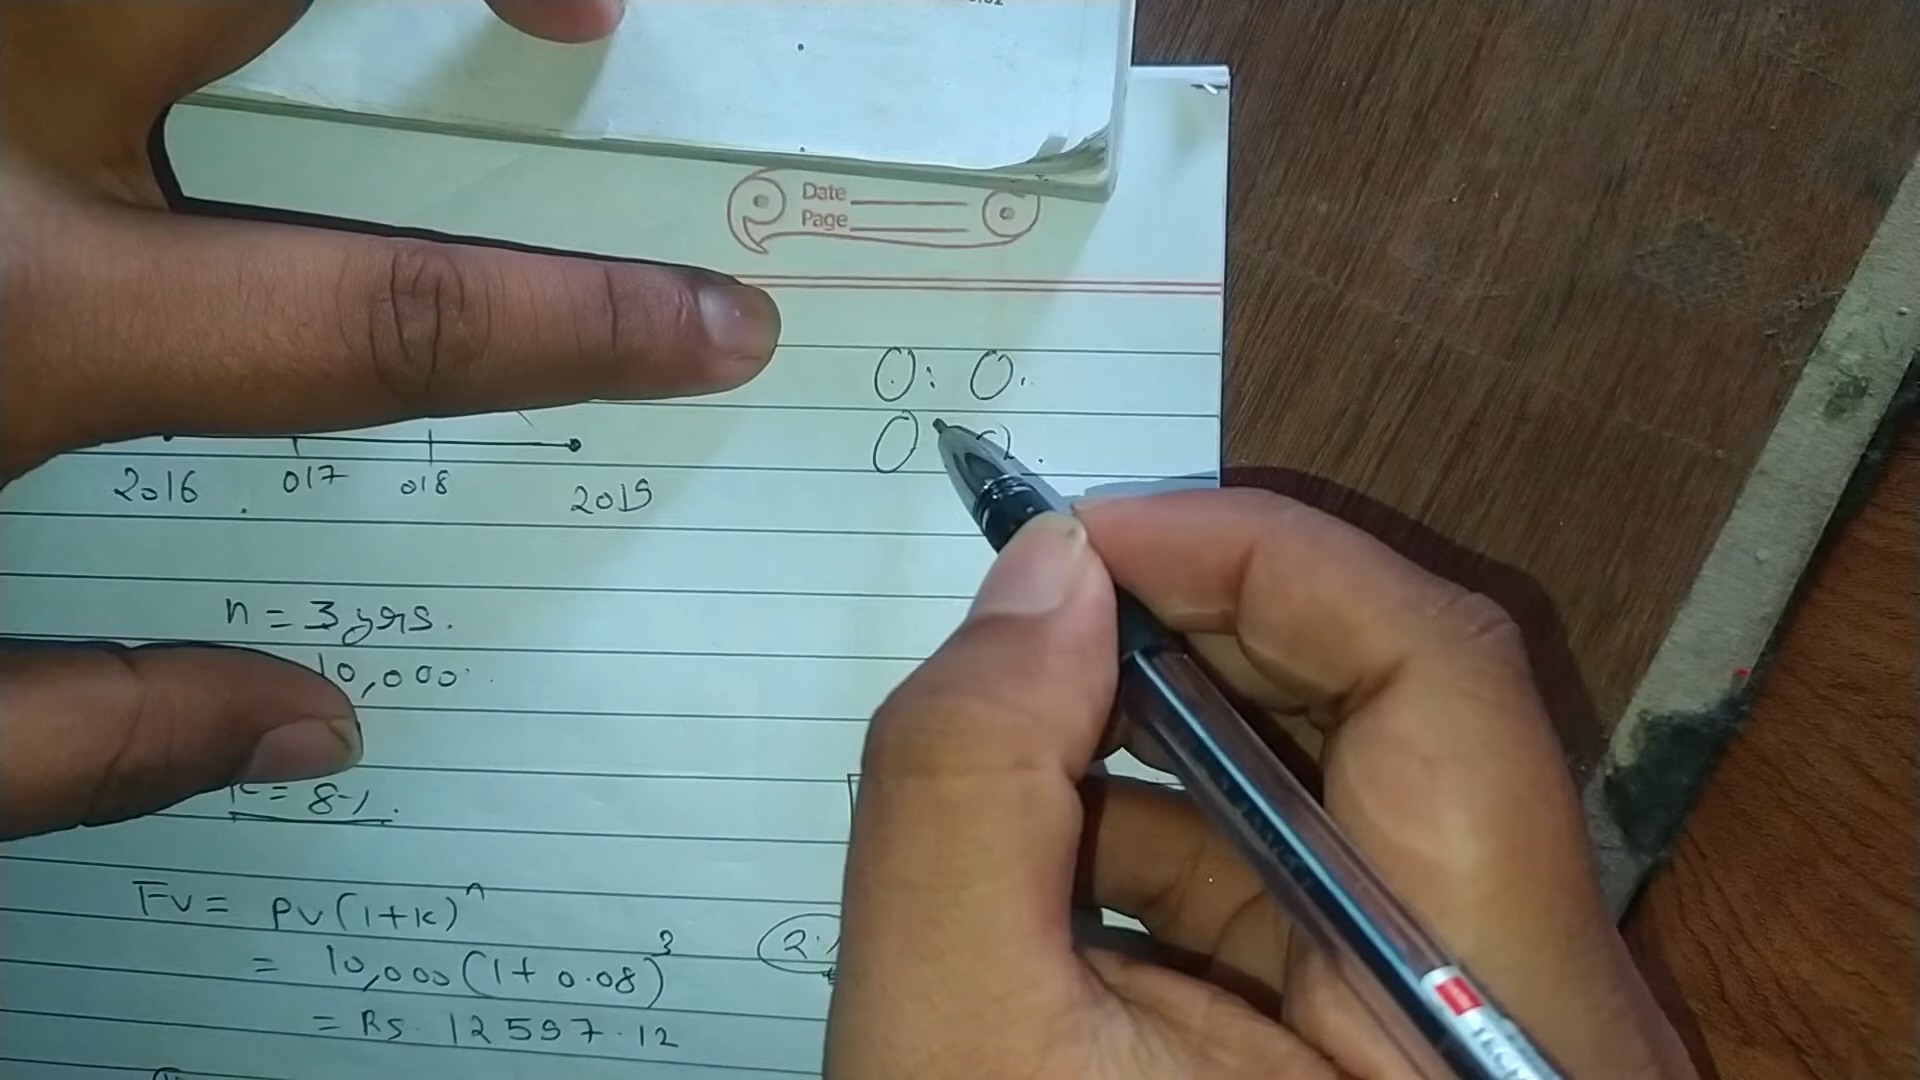 Date
Page
0: 0.
0
2016 017 018 2019
n = 3 yrs.
10,000
K = 8%.
FV = PV(1+K)^n
= 10,000 (1+0.08)^3
= RS. 12597.12